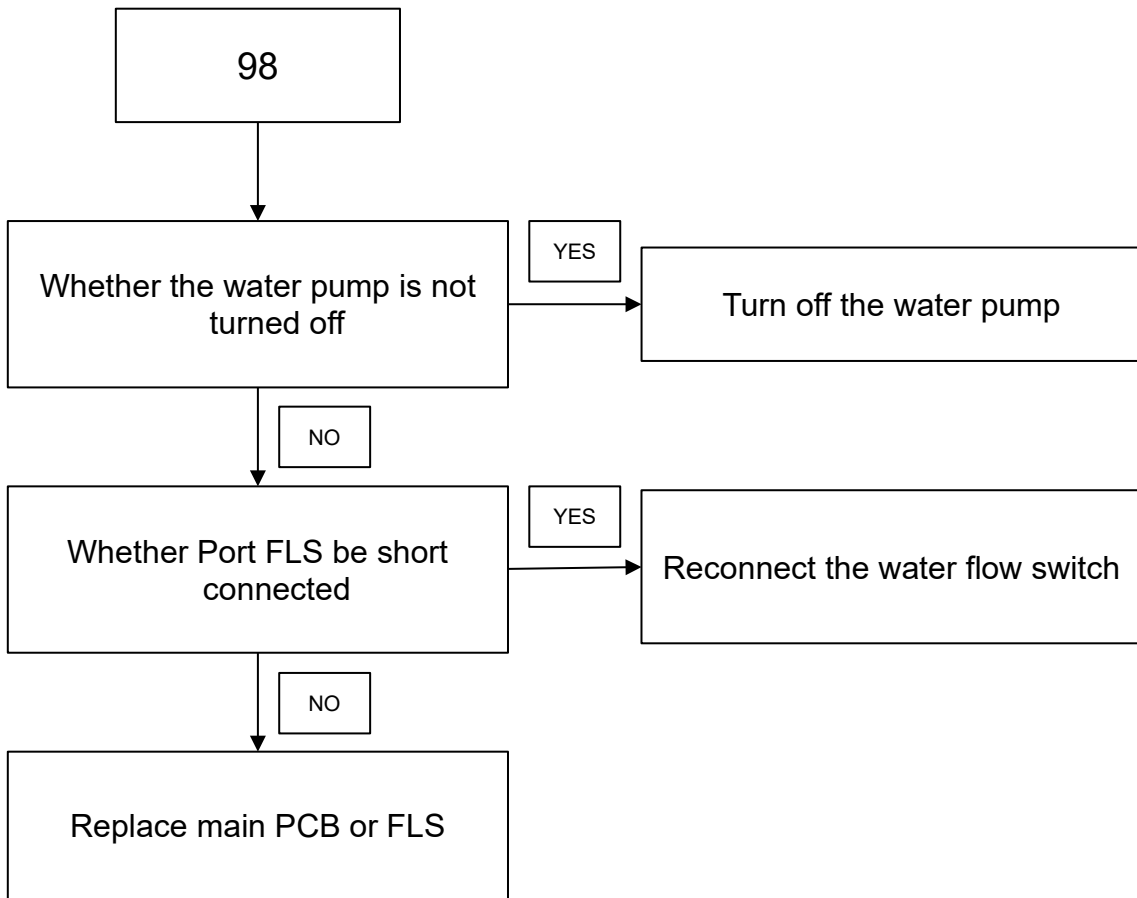 98
Whether the water pump is not
turned off
YES
Turn off the water pump
NO
Whether Port FLS be short
connected
YES
Reconnect the water flow switch
NO
Replace main PCB or FLS